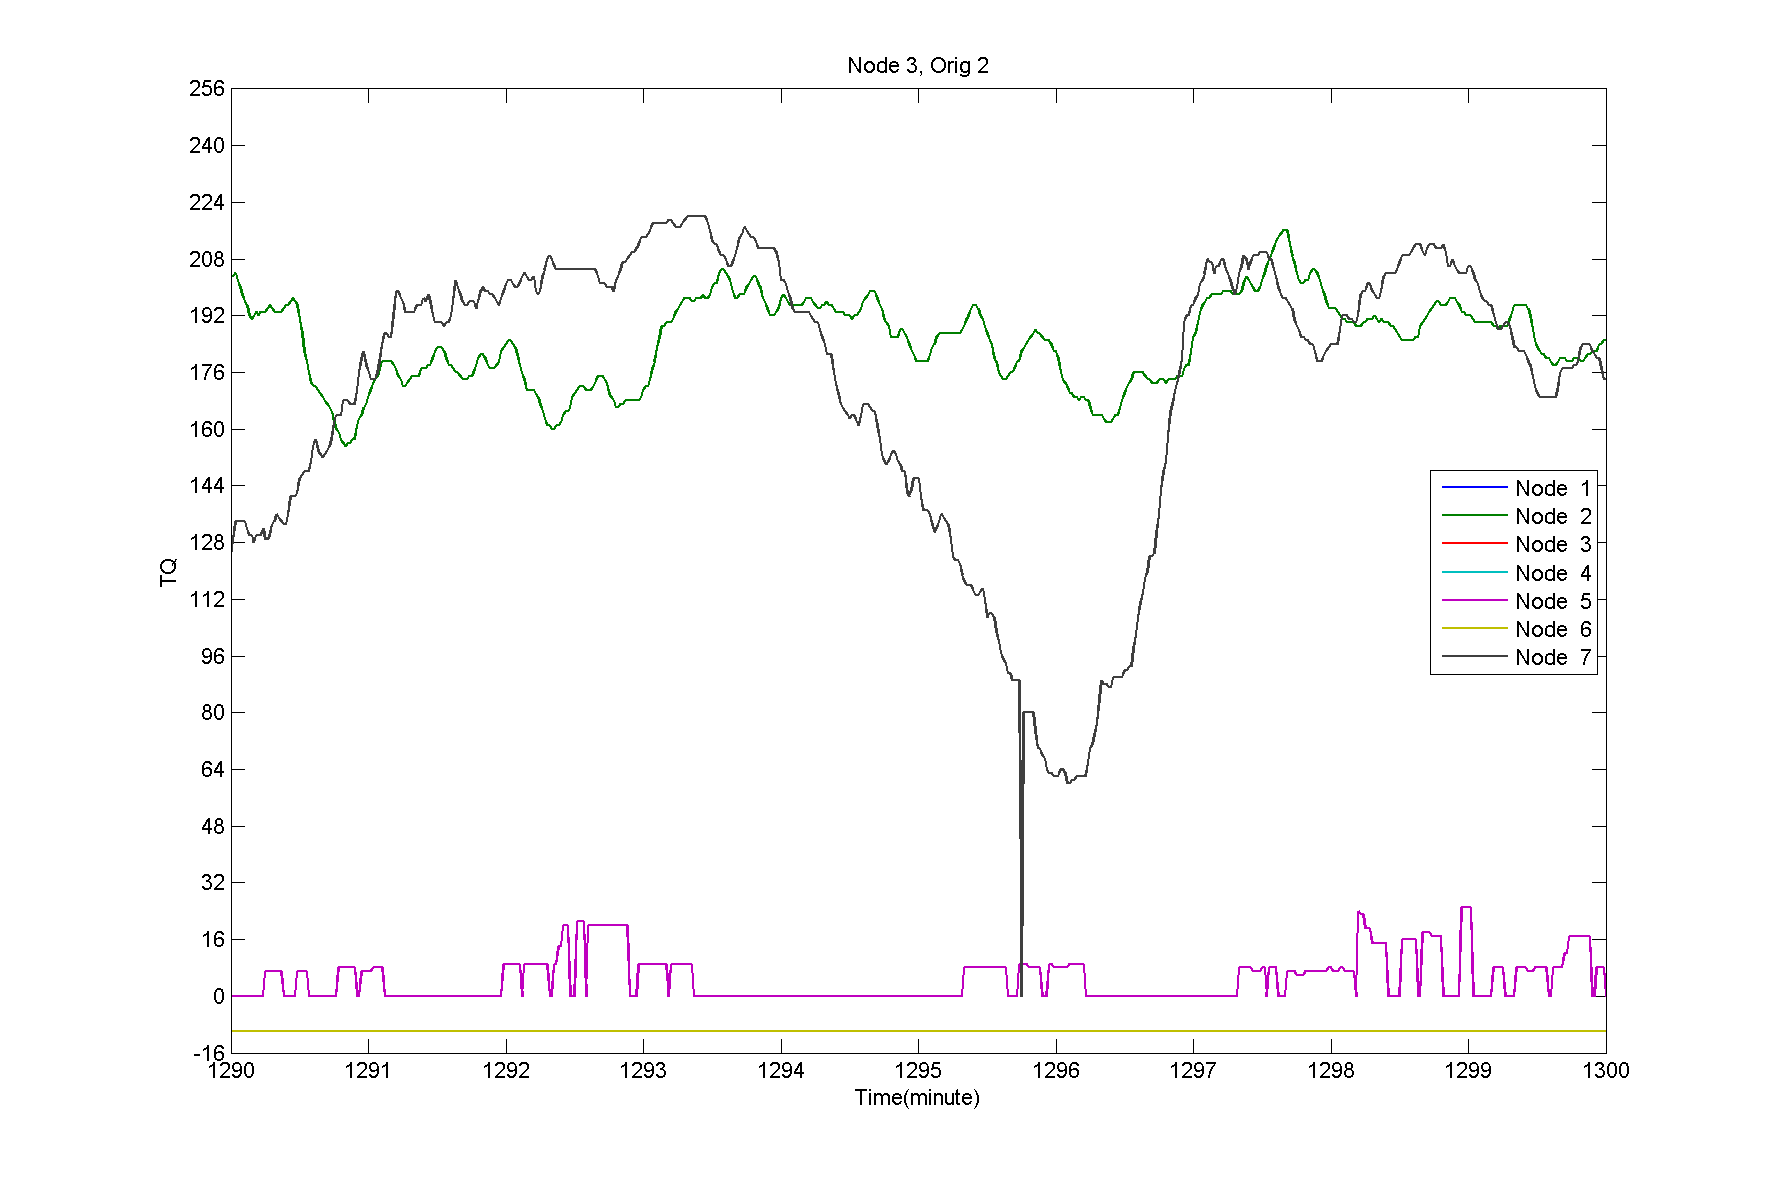 Node 3, Orig 2
256
240
224
208
192
176
160
144
128
112
96
80
64
48
32
16
0
-16
TQ
Node 1
Node 2
Node 3
Node 4
Node 5
Node 6
Node 7
1290 1291 1292 1293 1294 1295 1296 1297 1298 1299 1300
Time(minute)